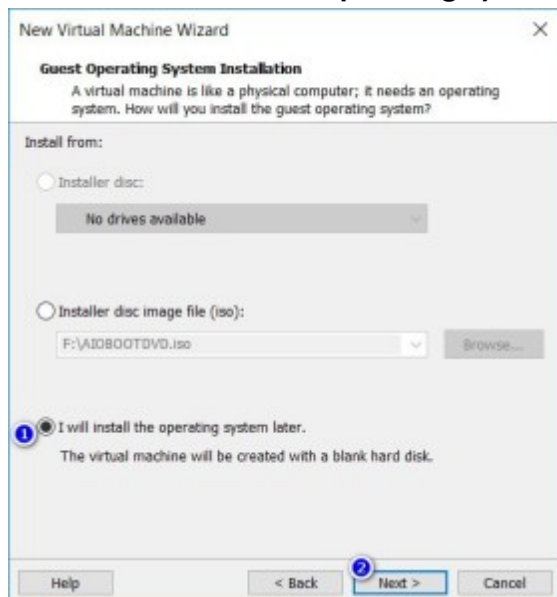 New Virtual Machine Wizard
Guest Operating System Installation
A virtual machine is like a physical computer; it needs an operating
system. How will you install the guest operating system?
Install from:
Installer disc:
No drives available
Installer disc image file (iso):
F:\AIOBOOTDVD.iso
Browse...
1
I will install the operating system later.
The virtual machine will be created with a blank hard disk.
2
Help
< Back
Next >
Cancel